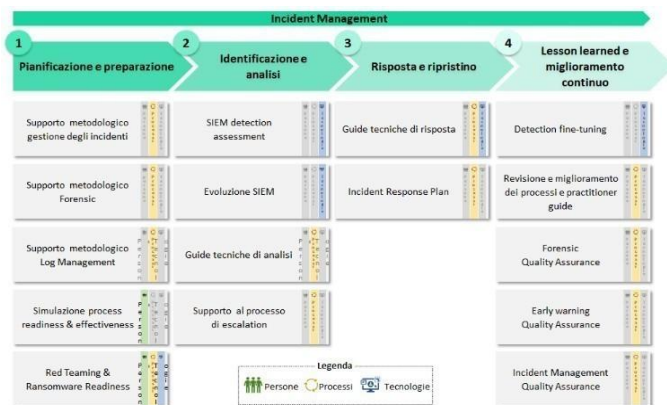 Incident Management
1
Pianificazione e preparazione
2
Identificazione e
analisi
3
Risposta e ripristino
4
Lesson learned e
miglioramento
continuo
Supporto metodologico
gestione degli incidenti
Supporto metodologico
Forensic
Supporto metodologico
Log Management
Simulazione process
readiness & effectiveness
Red Teaming &
Ransomware Readiness
SIEM detection
assessment
Evoluzione SIEM
Guide tecniche di analisi
Supporto al processo
di escalation
Guide tecniche di risposta
Incident Response Plan
Detection fine-tuning
Revisione e miglioramento
dei processi e practitioner
guide
Forensic
Quality Assurance
Early warning
Quality Assurance
Incident Management
Quality Assurance
Legenda
Persone Processi Tecnologie